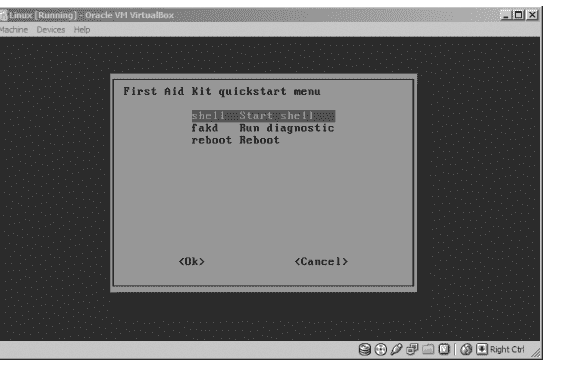 Linux [Running] - Oracle VM VirtualBox
Machine Devices Help
First Aid Kit quickstart menu
shell Start shell
fakd Run diagnostic
reboot Reboot
<Ok> <Cancel>
Right Ctrl